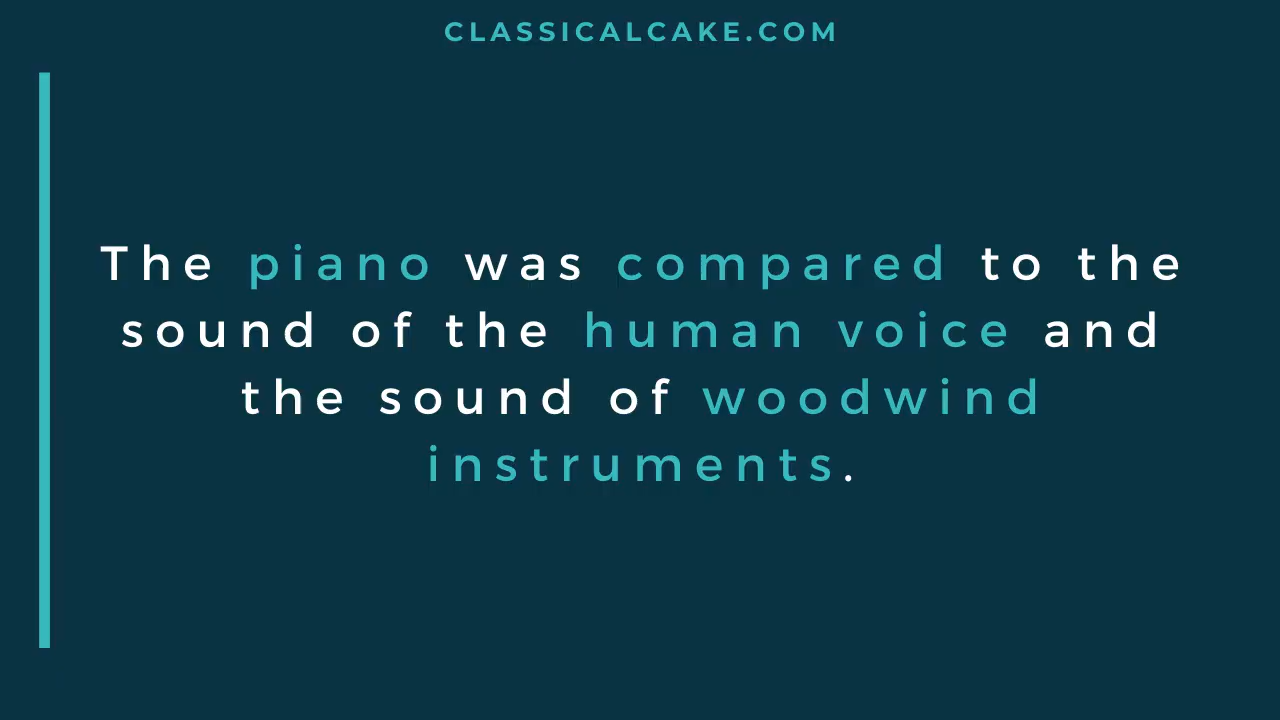 CLASSICALCAKE.COM
The piano was compared to the
sound of the human voice and
the sound of woodwind
instruments.